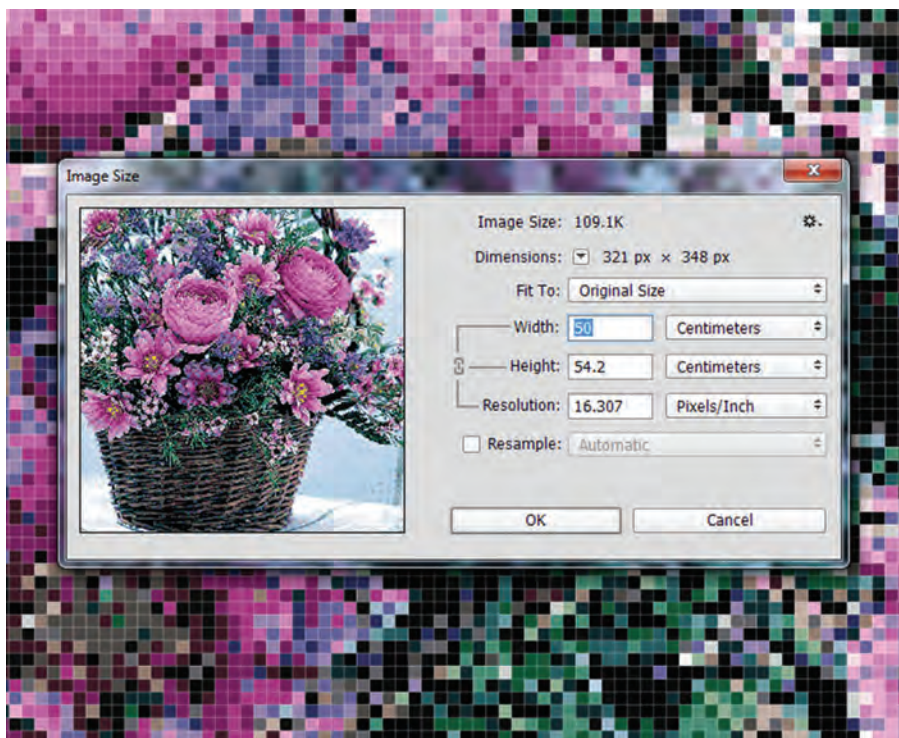 Image Size
Image Size: 109.1K
Dimensions: 321 px × 348 px
Fit To: Original Size
Width: 50 Centimeters
Height: 54.2 Centimeters
Resolution: 16.307 Pixels/Inch
Resample: Automatic
OK Cancel